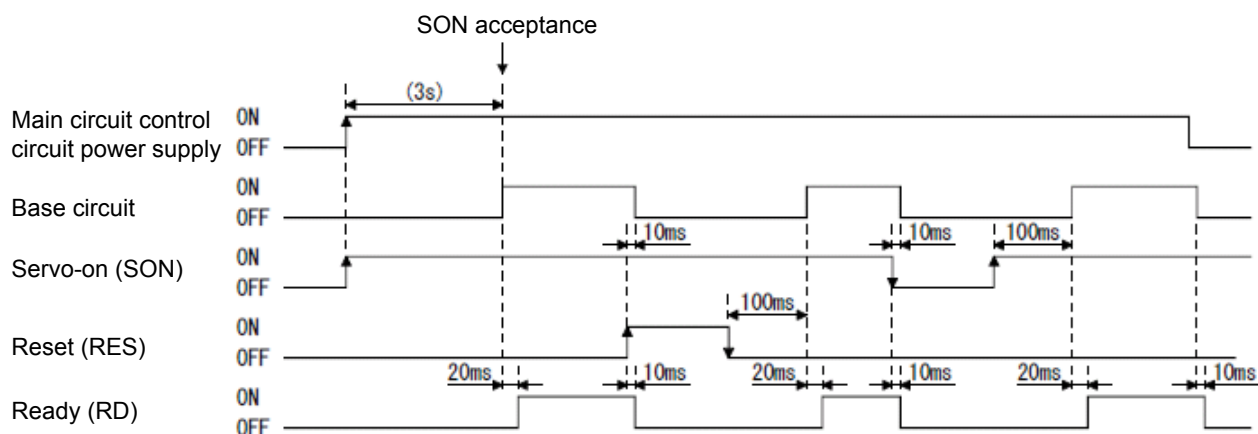 SON acceptance
(3s)
Main circuit control
circuit power supply
ON
OFF
Base circuit
ON
OFF
10ms
10ms
100ms
Servo-on (SON)
ON
OFF
100ms
Reset (RES)
ON
OFF
20ms
10ms
20ms
10ms
20ms
10ms
Ready (RD)
ON
OFF